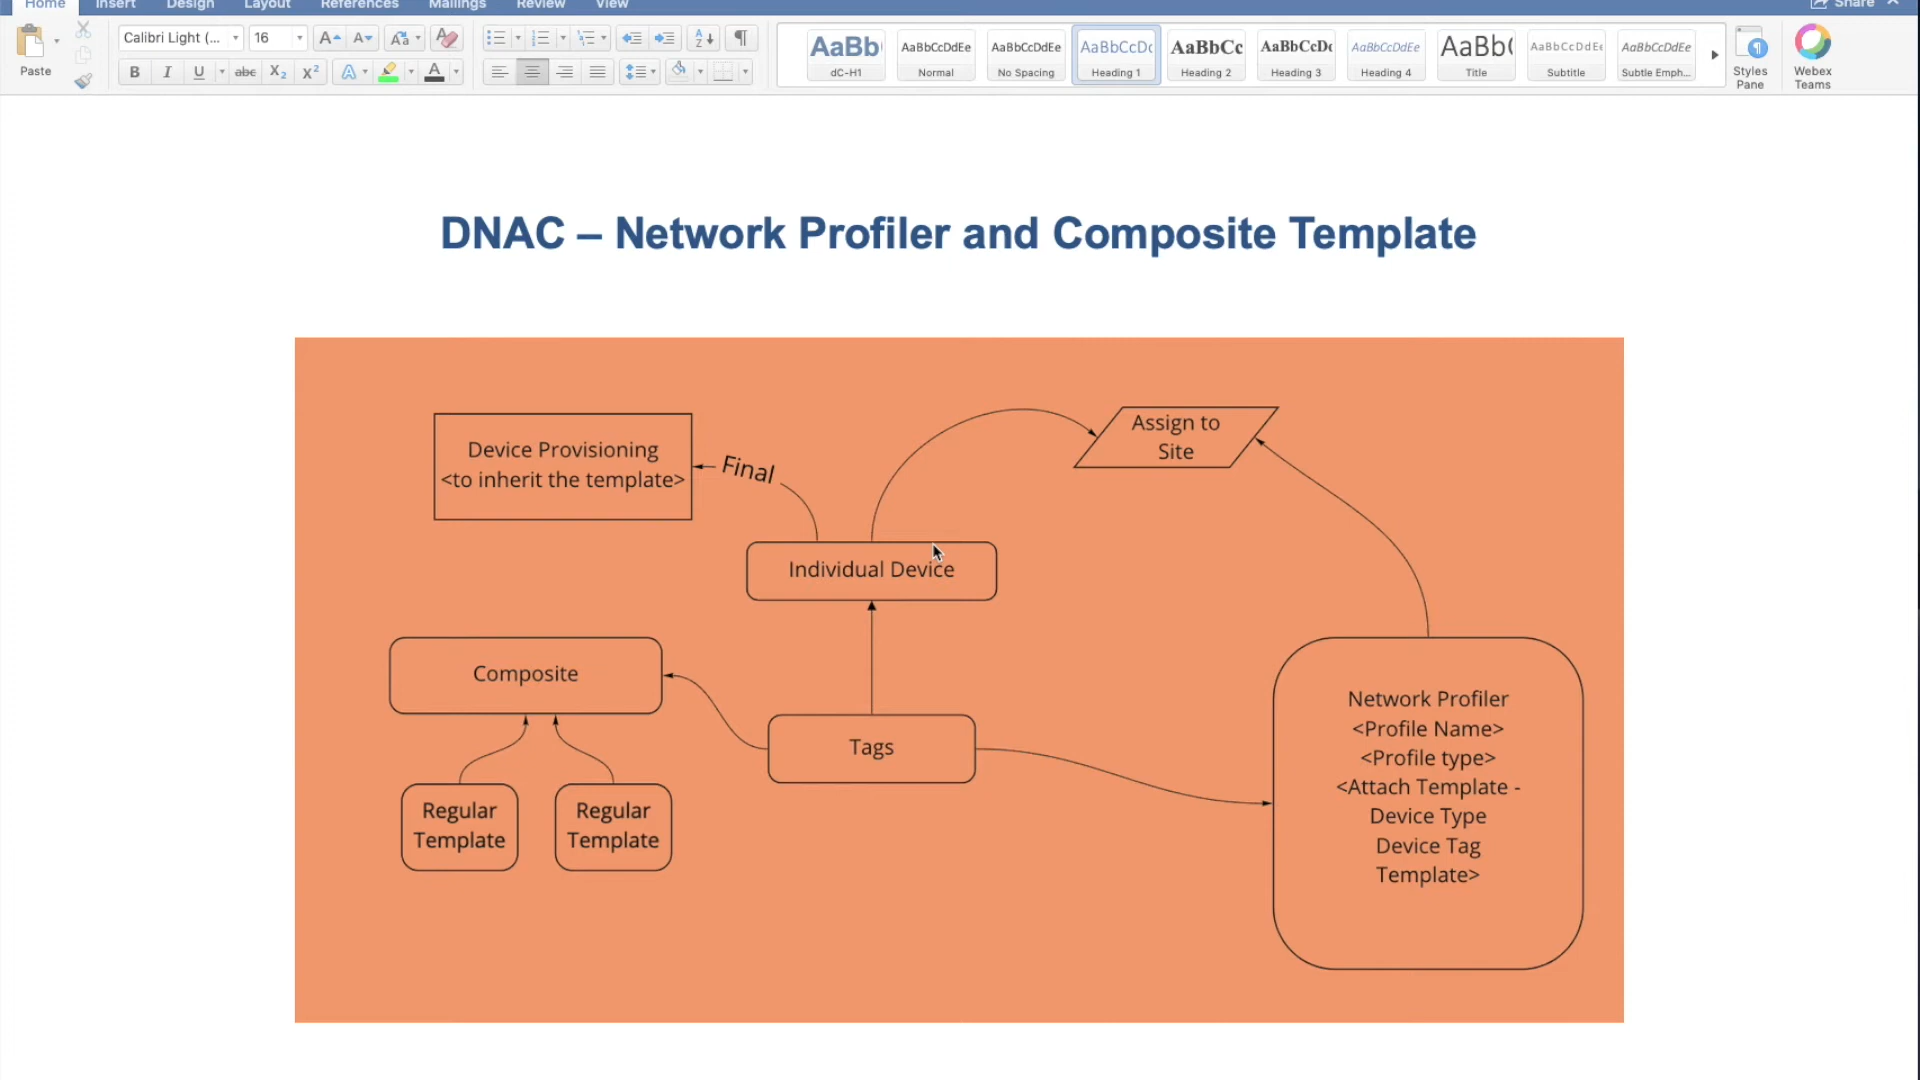 Home Insert Design Layout References Mailings Review View Share
Paste
Calibri Light (... 16
AaBb AaBbCcDdEe AaBbCcDdEe AaBbCcDc AaBbCc AaBbCcDc AaBbCcDdEe AaBb( AaBbCcDdEe AaBbCcDdEe
dC-H1 Normal No Spacing Heading 1 Heading 2 Heading 3 Heading 4 Title Subtitle Subtle Emph...
Styles
Pane
Webex
Teams
B I U abc X2 X2 A A
DNAC – Network Profiler and Composite Template
Device Provisioning
<to inherit the template>
Final
Assign to
Site
Individual Device
Composite
Tags
Regular
Template
Regular
Template
Network Profiler
<Profile Name>
<Profile type>
<Attach Template -
Device Type
Device Tag
Template>